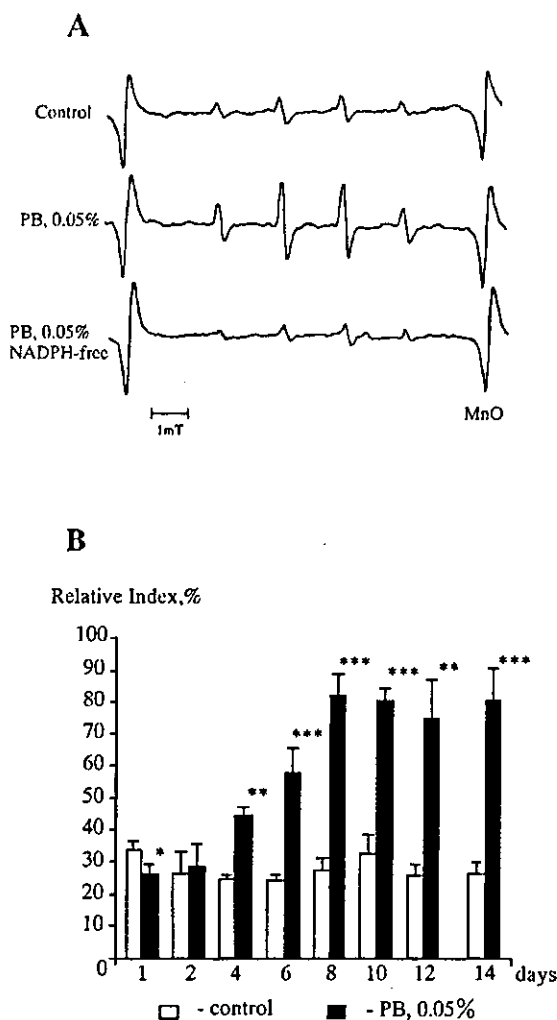 A
Control
PB, 0.05%
PB, 0.05%
NADPH-free
1mT
MnO
B
Relative Index,%
100
90
80
70
60
50
40
30
20
10
0
*
**
***
***
***
**
***
1 2 4 6 8 10 12 14 days
- control - PB, 0.05%